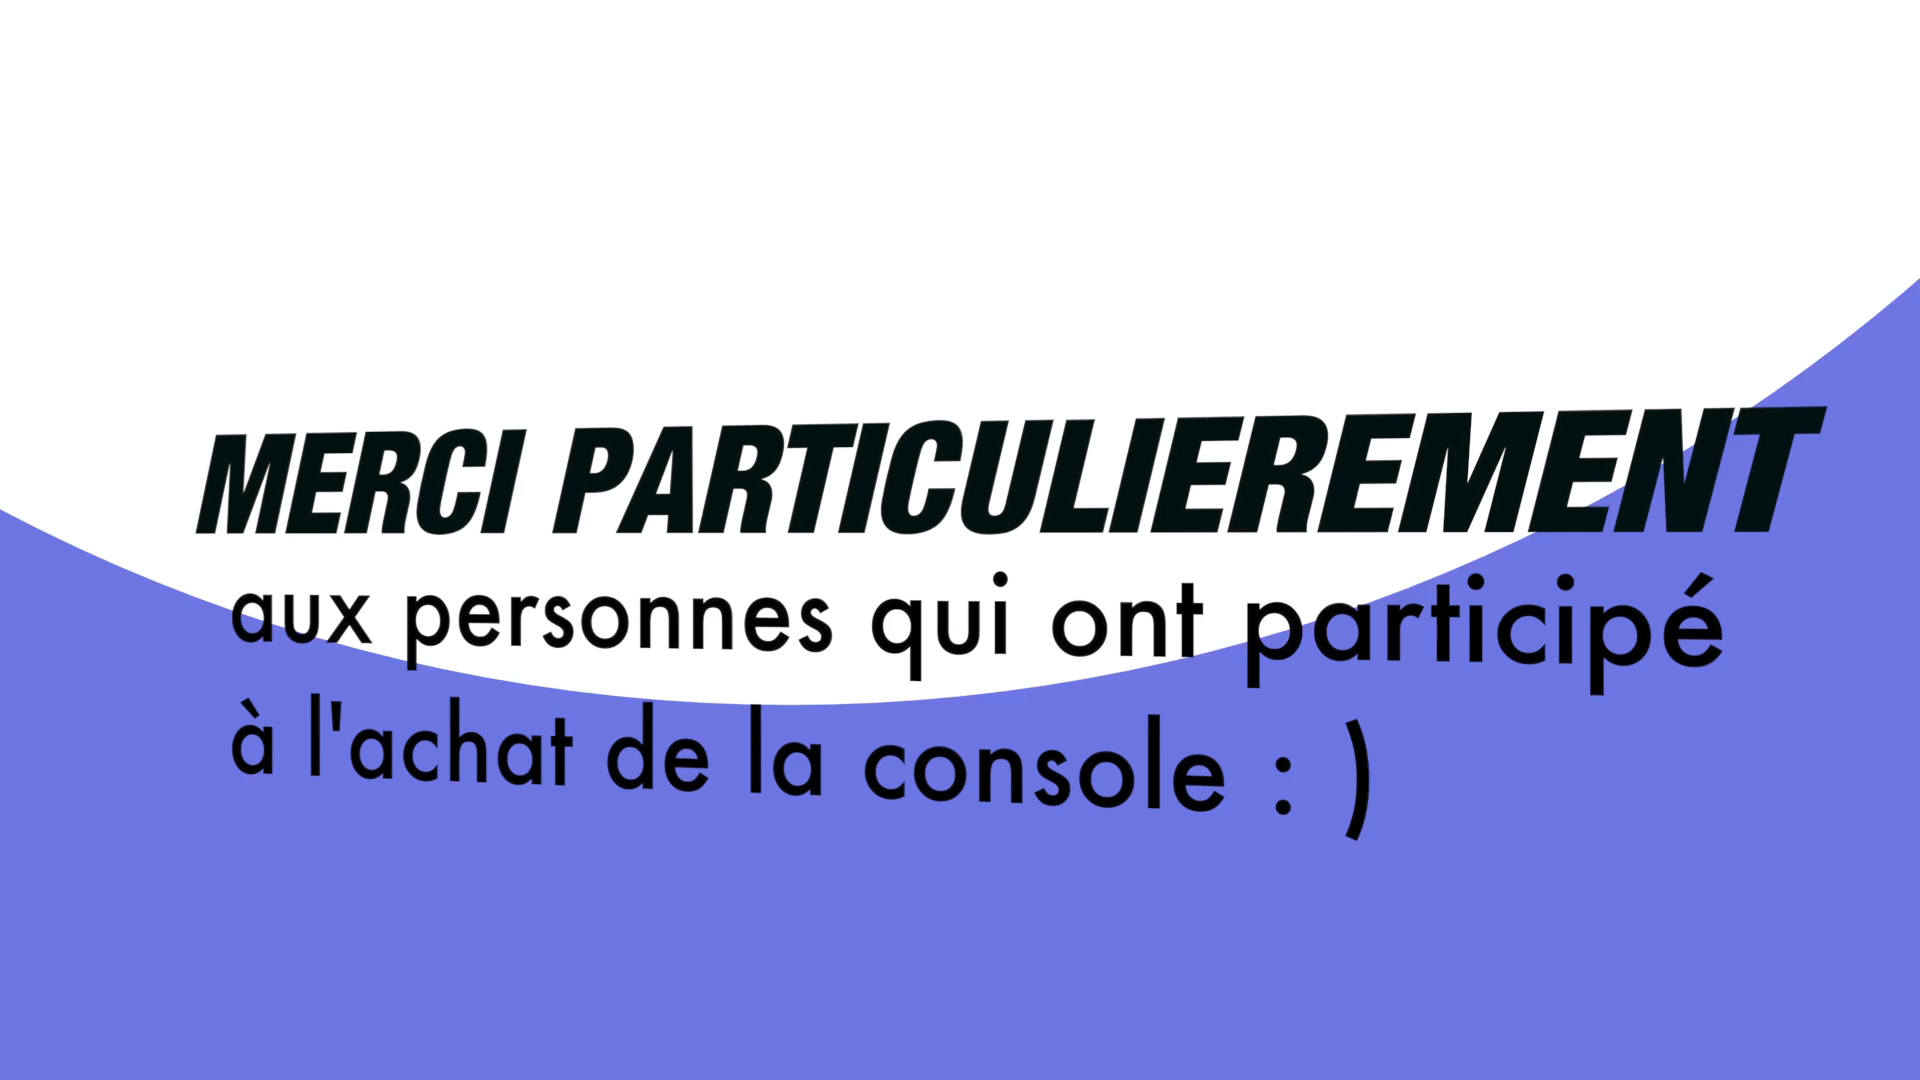 MERCI PARTICULIEREMENT
aux personnes qui ont participé
à l'achat de la console : )